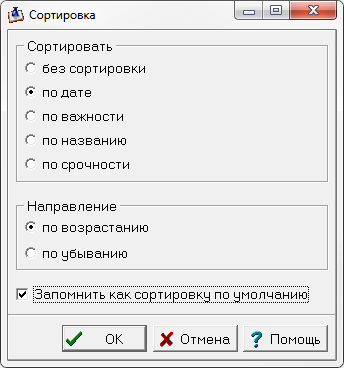 Сортировка
Сортировать
без сортировки
по дате
по важности
по названию
по срочности
Направление
по возрастанию
по убыванию
Запомнить как сортировку по умолчанию
OK
Отмена
? Помощь